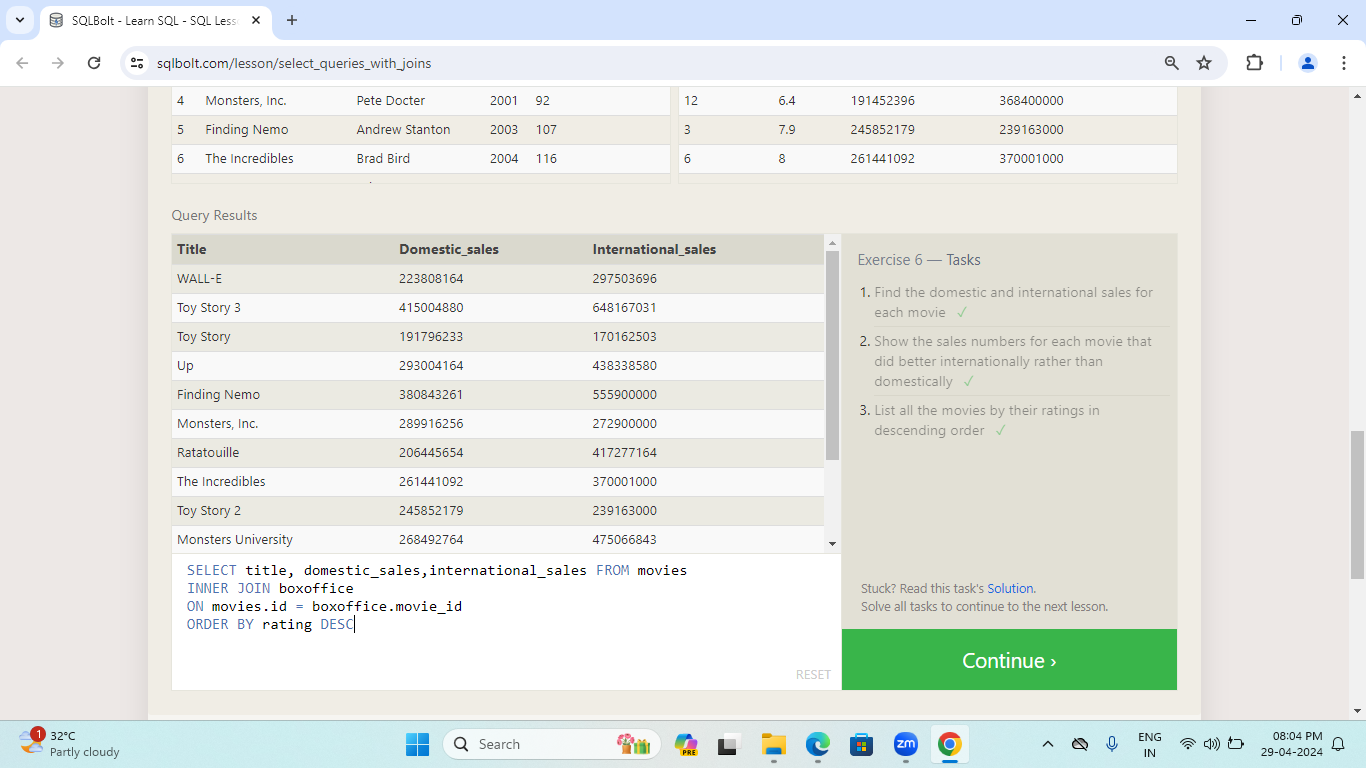 SQLBolt - Learn SQL - SQL Less
sqlbolt.com/lesson/select_queries_with_joins
4 Monsters, Inc. Pete Docter 2001 92
12 6.4 191452396 368400000
5 Finding Nemo Andrew Stanton 2003 107
3 7.9 245852179 239163000
6 The Incredibles Brad Bird 2004 116
6 8 261441092 370001000
Query Results
Title Domestic_sales International_sales
WALL-E 223808164 297503696
Toy Story 3 415004880 648167031
Toy Story 191796233 170162503
Up 293004164 438338580
Finding Nemo 380843261 555900000
Monsters, Inc. 289916256 272900000
Ratatouille 206445654 417277164
The Incredibles 261441092 370001000
Toy Story 2 245852179 239163000
Monsters University 268492764 475066843
SELECT title, domestic_sales,international_sales FROM movies
INNER JOIN boxoffice
ON movies.id = boxoffice.movie_id
ORDER BY rating DESC
RESET
Exercise 6 — Tasks
1. Find the domestic and international sales for
each movie ✓
2. Show the sales numbers for each movie that
did better internationally rather than
domestically ✓
3. List all the movies by their ratings in
descending order ✓
Stuck? Read this task's Solution.
Solve all tasks to continue to the next lesson.
Continue ›
1
32°C
Partly cloudy
Search
PRE
zm
ENG
IN
08:04 PM
29-04-2024